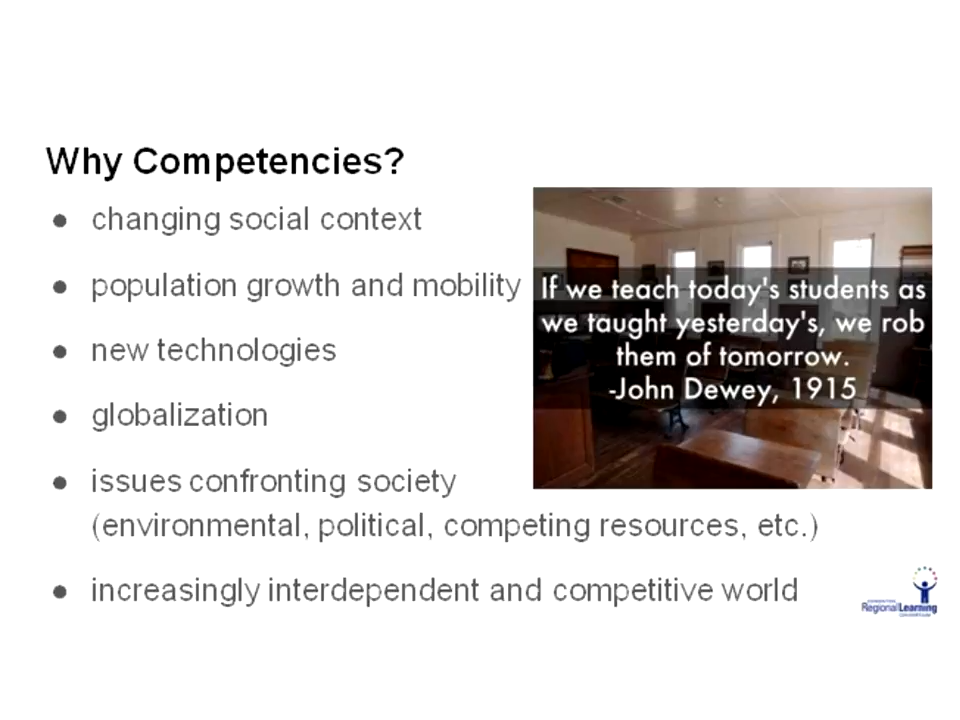 Why Competencies?
● changing social context
● population growth and mobility
● new technologies
● globalization
● issues confronting society
(environmental, political, competing resources, etc.)
● increasingly interdependent and competitive world
If we teach today's students as
we taught yesterday's, we rob
them of tomorrow.
-John Dewey, 1915
RegionalLearning